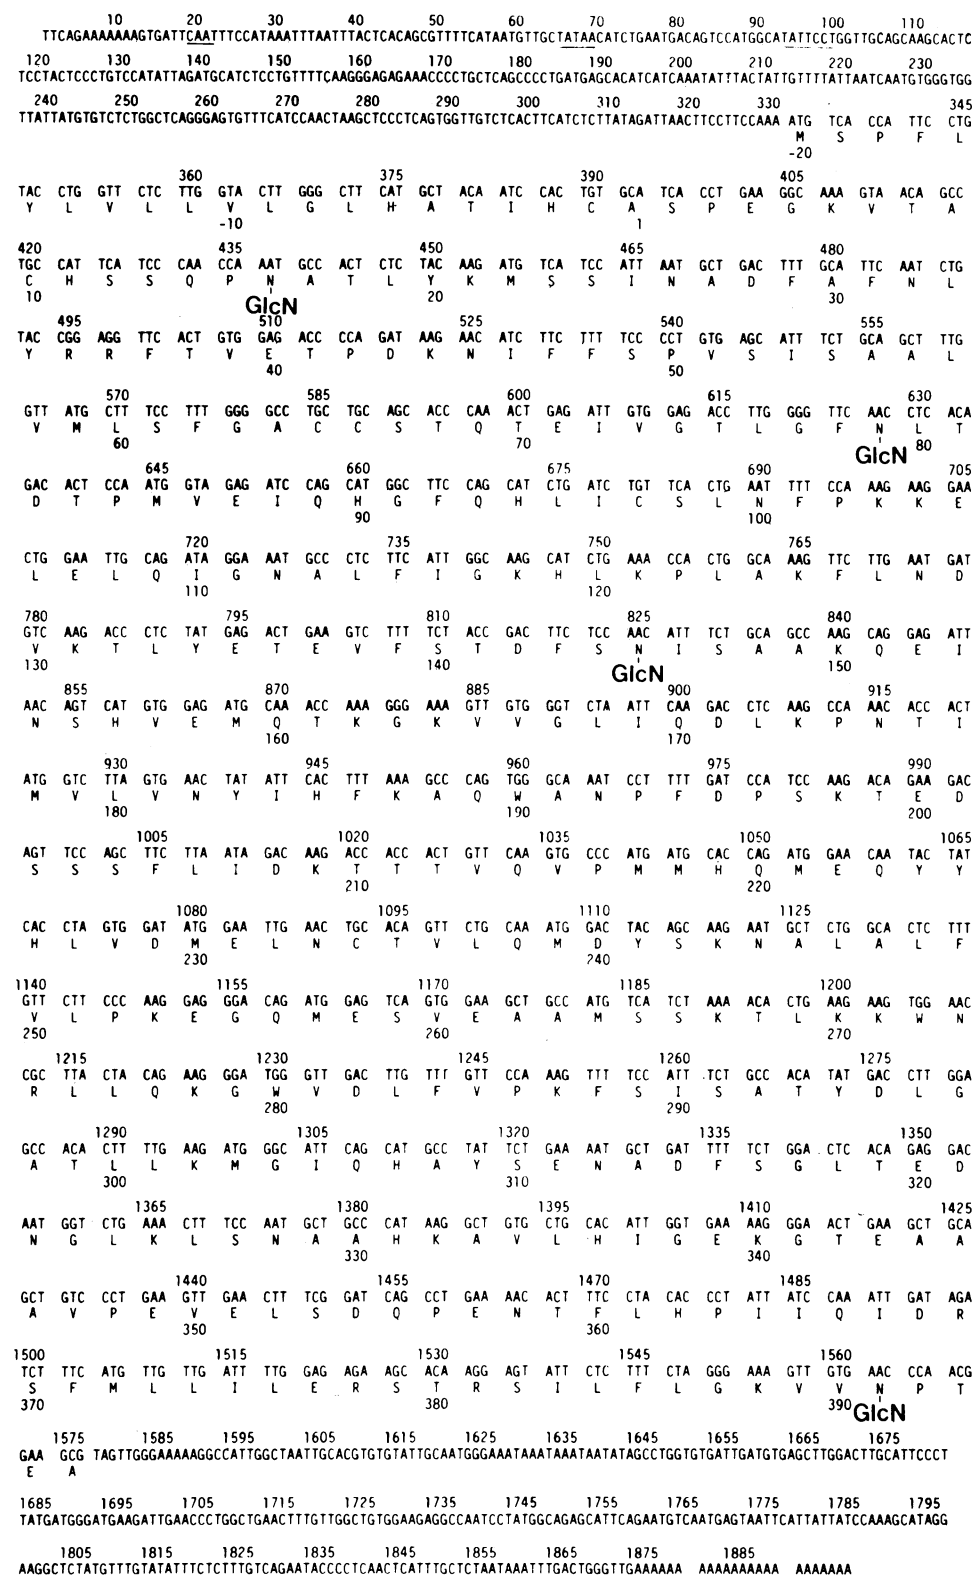 10 20 30 40 50 60 70 80 90 100 110
TTCAGAAAAAAAGTGATTCAATTTCCATAAATTTAATTTACTCACAGCGTTTTCATAATGTTGCTATAACATCTGAATGACAGTCCATGGCATATTCCTGGTTGCAGCAAGCACTC
120 130 140 150 160 170 180 190 200 210 220 230
TCCTACTCCCTGTCCATATTAGATGCATCTCCTGTTTTCAAGGGAGAGAAACCCCTGCTCAGCCCCTGATGAGCACATCATCAAATATTTACTATTGTTTTATTAATCAATGTGGGTGG
240 250 260 270 280 290 300 310 320 330 345
TTATTATGTGTCTCTGGCTCAGGGAGTGTTTCATCCAACTAAGCTCCCTCAGTGGTTGTCTCACTTCATCTCTTATAGATTAACTTCCTTCCAAA ATG TCA CCA TTC CTG
M S P F L
-20
360 375 390 405
TAC CTG GTT CTC TTG GTA CTT GGG CTT CAT GCT ACA ATC CAC TGT GCA TCA CCT GAA GGC AAA GTA ACA GCC
Y L V L L V L G L H A T I H C A S P E G K V T A
-10 1
420 435 450 465 480
TGC CAT TCA TCC CAA CCA AAT GCC ACT CTC TAC AAG ATG TCA TCC ATT AAT GCT GAC TTT GCA TTC AAT CTG
C H S S Q P N A T L Y K M S S I N A D F A F N L
10 GlcN 20 30
495 510 525 540 555
TAC CGG AGG TTC ACT GTG GAG ACC CCA GAT AAG AAC ATC TTC TTT TCC CCT GTG AGC ATT TCT GCA GCT TTG
Y R R F T V E T P D K N I F F S P V S I S A A L
40 50
570 585 600 615 630
GTT ATG CTT TCC TTT GGG GCC TGC TGC AGC ACC CAA ACT GAG ATT GTG GAG ACC TTG GGG TTC AAC CTC ACA
V M L S F G A C C S T Q T E I V G T L G F N L T
60 70 GlcN 80
645 660 675 690 705
GAC ACT CCA ATG GTA GAG ATC CAG CAT GGC TTC CAG CAT CTG ATC TGT TCA CTG AAT TTT CCA AAG AAG GAA
D T P M V E I Q H G F Q H L I C S L N F P K K E
90 100
720 735 750 765
CTG GAA TTG CAG ATA GGA AAT GCC CTC TTC ATT GGC AAG CAT CTG AAA CCA CTG GCA AAG TTC TTG AAT GAT
L E L Q I G N A L F I G K H L K P L A K F L N D
110 120
780 795 810 825 840
GTC AAG ACC CTC TAT GAG ACT GAA GTC TTT TCT ACC GAC TTC TCC AAC ATT TCT GCA GCC AAG CAG GAG ATT
V K T L Y E T E V F S T D F S N I S A A K Q E I
130 140 GlcN 150
855 870 885 900 915
AAC AGT CAT GTG GAG ATG CAA ACC AAA GGG AAA GTT GTG GGT CTA ATT CAA GAC CTC AAG CCA AAC ACC ACT
N S H V E M Q T K G K V V G L I Q D L K P N T I
160 170
930 945 960 975 990
ATG GTC TTA GTG AAC TAT ATT CAC TTT AAA GCC CAG TGG GCA AAT CCT TTT GAT CCA TCC AAG ACA GAA GAC
M V L V N Y I H F K A Q W A N P F D P S K T E D
180 190 200
1005 1020 1035 1050 1065
AGT TCC AGC TTC TTA ATA GAC AAG ACC ACC ACT GTT CAA GTG CCC ATG ATG CAC CAG ATG GAA CAA TAC TAT
S S S F L I D K T T T V Q V P M M H Q M E Q Y Y
210 220
1080 1095 1110 1125
CAC CTA GTG GAT ATG GAA TTG AAC TGC ACA GTT CTG CAA ATG GAC TAC AGC AAG AAT GCT CTG GCA CTC TTT
H L V D M E L N C T V L Q M D Y S K N A L A L F
230 240
1140 1155 1170 1185 1200
GTT CTT CCC AAG GAG GGA CAG ATG GAG TCA GTG GAA GCT GCC ATG TCA TCT AAA ACA CTG AAG AAG TGG AAC
V L P K E G Q M E S V E A A M S S K T L K K W N
250 260 270
1215 1230 1245 1260 1275
CGC TTA CTA CAG AAG GGA TGG GTT GAC TTG TTT GTT CCA AAG TTT TCC ATT TCT GCC ACA TAT GAC CTT GGA
R L L Q K G W V D L F V P K F S I S A T Y D L G
280 290
1290 1305 1320 1335 1350
GCC ACA CTT TTG AAG ATG GGC ATT CAG CAT GCC TAT TCT GAA AAT GCT GAT TTT TCT GGA CTC ACA GAG GAC
A T L L K M G I Q H A Y S E N A D F S G L T E D
300 310 320
1365 1380 1395 1410 1425
AAT GGT CTG AAA CTT TCC AAT GCT GCC CAT AAG GCT GTG CTG CAC ATT GGT GAA AAG GGA ACT GAA GCT GCA
N G L K L S N A A H K A V L H I G E K G T E A A
330 340
1440 1455 1470 1485
GCT GTC CCT GAA GTT GAA CTT TCG GAT CAG CCT GAA AAC ACT TTC CTA CAC CCT ATT ATC CAA ATT GAT AGA
A V P E V E L S D Q P E N T F L H P I I Q I D R
350 360
1500 1515 1530 1545 1560
TCT TTC ATG TTG TTG ATT TTG GAG AGA AGC ACA AGG AGT ATT CTC TTT CTA GGG AAA GTT GTG AAC CCA ACG
S F M L L I L E R S T R S I L F L G K V V N P T
370 380 390 GlcN
1575 1585 1595 1605 1615 1625 1635 1645 1655 1665 1675
GAA GCG TAGTTGGGAAAAAGGCCATTGGCTAATTGCACGTGTGTATTGCAATGGGAAATAAATAAATAATATAGCCTGGTGTGATTGATGTGAGCTTGGACTTGCATTCCCT
E A
1685 1695 1705 1715 1725 1735 1745 1755 1765 1775 1785 1795
TATGATGGGATGAAGATTGAACCCTGGCTGAACTTTGTTGGCTGTGGAAGAGGCCAATCCTATGGCAGAGCATTCAGAATGTCAATGAGTAATTCATTATTATCCAAAGCATAGG
1805 1815 1825 1835 1845 1855 1865 1875 1885
AAGGCTCTATGTTTGTATATTTCTCTTTGTCAGAATACCCCTCAACTCATTTGCTCTAATAAATTTGACTGGGTTGAAAAAA AAAAAAAAAA AAAAAAA